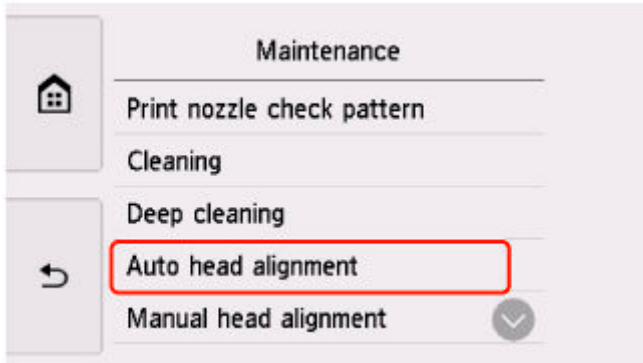 Maintenance
Print nozzle check pattern
Cleaning
Deep cleaning
Auto head alignment
Manual head alignment